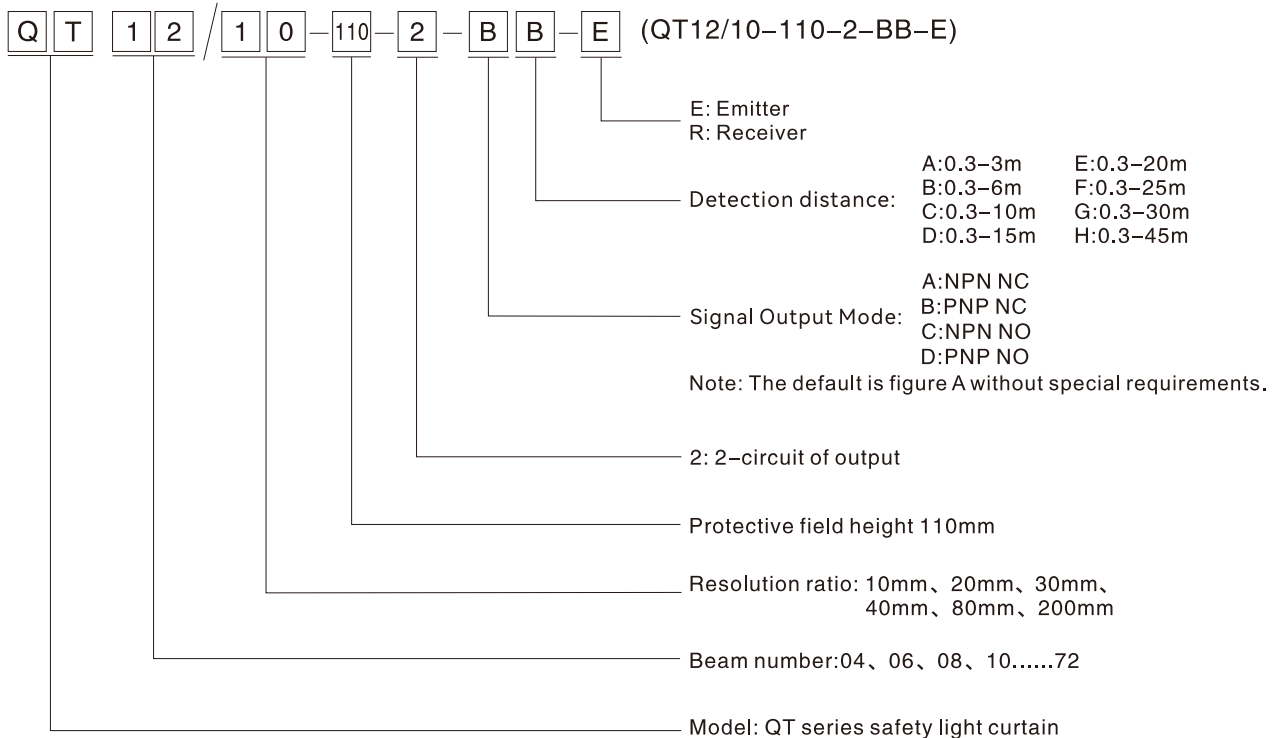 QT 12/10-110-2-BB-E (QT12/10-110-2-BB-E)
E: Emitter
R: Receiver
Detection distance:
A:0.3-3m E:0.3-20m
B:0.3-6m F:0.3-25m
C:0.3-10m G:0.3-30m
D:0.3-15m H:0.3-45m
Signal Output Mode:
A:NPN NC
B:PNP NC
C:NPN NO
D:PNP NO
Note: The default is figure A without special requirements.
2: 2-circuit of output
Protective field height 110mm
Resolution ratio: 10mm、20mm、30mm、
40mm、80mm、200mm
Beam number:04、06、08、10......72
Model: QT series safety light curtain